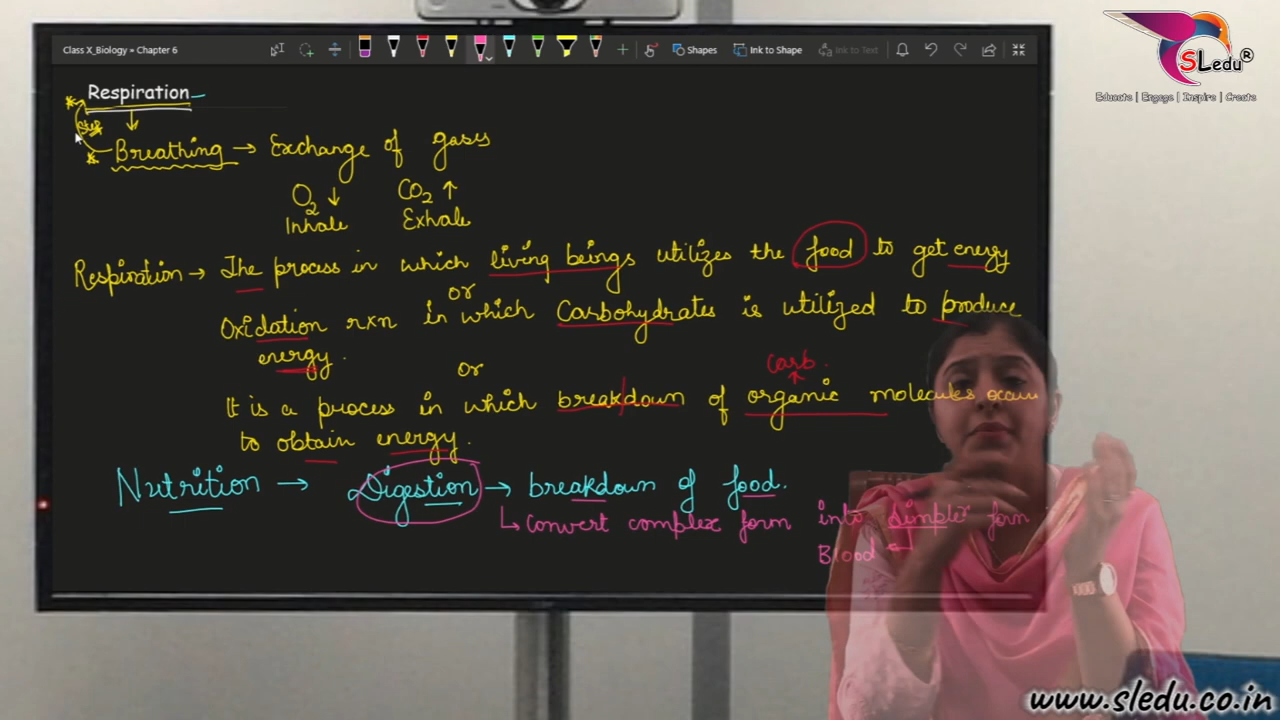 Class X_Biology » Chapter 6
Shapes
Ink to Shape
Ink to Text
SLedu®
Educate | Engage | Inspire | Create
Respiration
Step
Breathing → Exchange of gases
O2 ↓ CO2 ↑
Inhale Exhale
Respiration → The process in which living beings utilizes the food to get energy
or
Oxidation rxn in which Carbohydrates is utilized to produce
energy.
or
Carb.
It is a process in which breakdown of organic molecules occurs
to obtain energy.
Nutrition → Digestion → breakdown of food.
↳ Convert complex form into simpler form
Blood ←
www.sledu.co.in